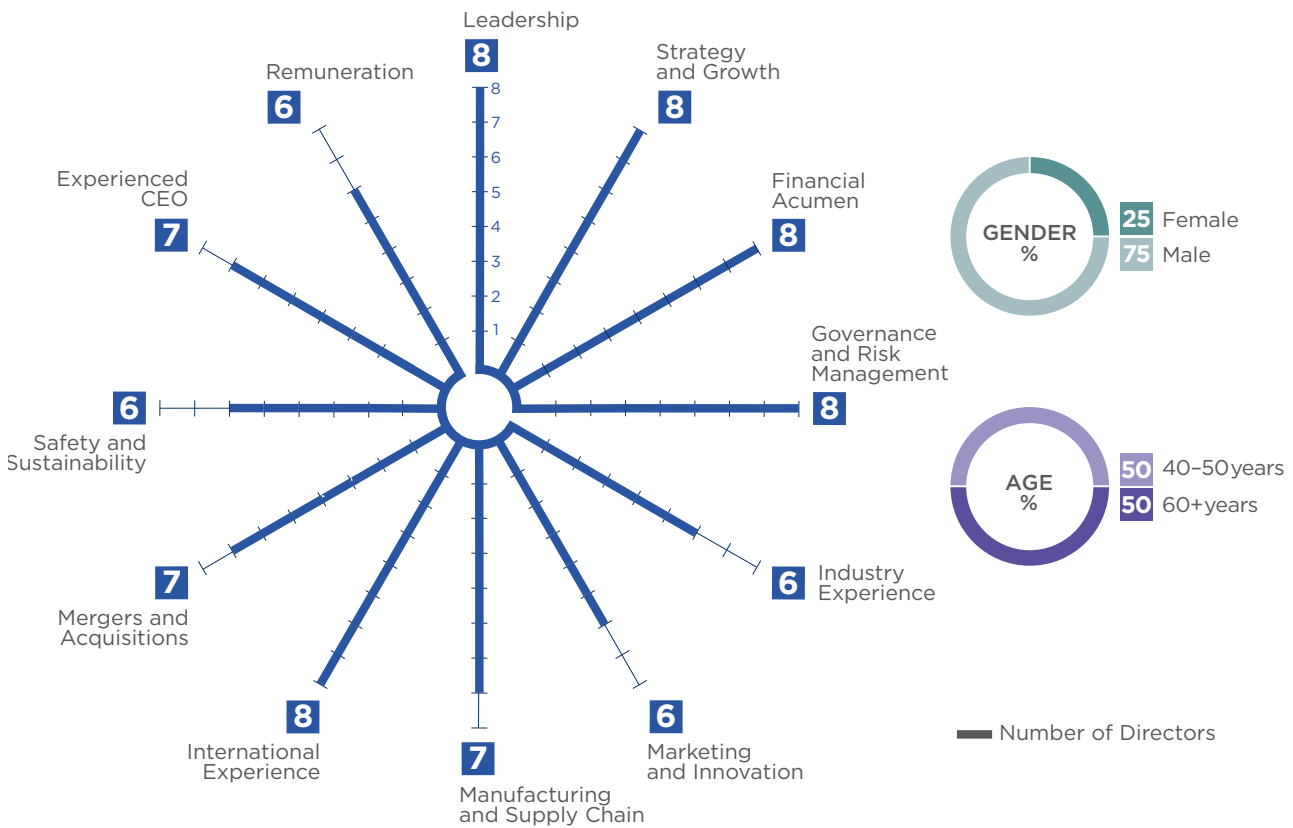 Leadership
8
Strategy
and Growth
8
Financial
Acumen
8
Governance
and Risk
Management
8
Industry
Experience
6
Marketing
and Innovation
6
Manufacturing
and Supply Chain
7
International
Experience
8
Mergers and
Acquisitions
7
Safety and
Sustainability
6
Experienced
CEO
7
Remuneration
6
8
7
6
5
4
3
2
1
GENDER
%
25 Female
75 Male
AGE
%
50 40–50 years
50 60+ years
Number of Directors